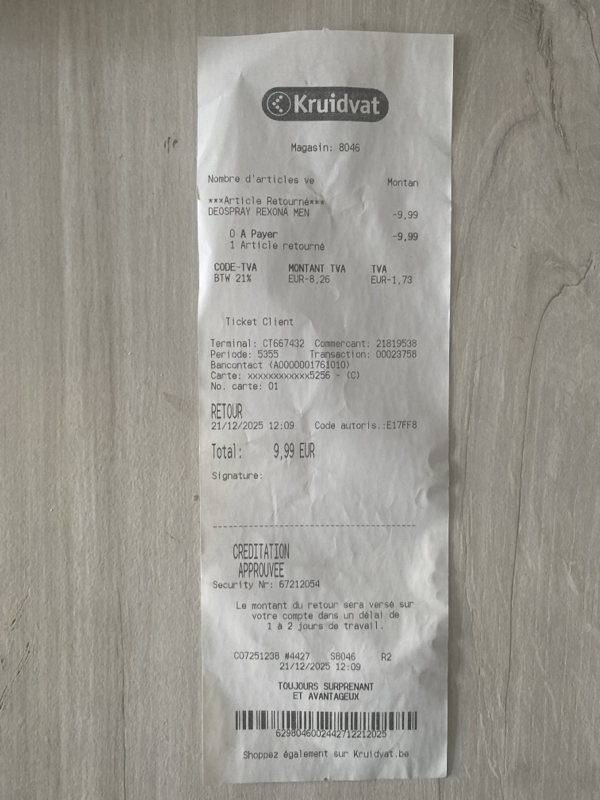 Kruidvat
Magasin: 8046
Nombre d'articles ve Montan
***Article Retourné***
DEOSPRAY REXONA MEN -9,99
0 A Payer -9,99
1 Article retourné
CODE-TVA MONTANT TVA TVA
BTW 21% EUR-8,26 EUR-1,73
Ticket Client
Terminal: CT667432 Commercant: 21819538
Periode: 5355 Transaction: 00023758
Bancontact (A0000001761010)
Carte: xxxxxxxxxxxx5256 - (C)
No. carte: 01
RETOUR
21/12/2025 12:09 Code autoris.:E17FF8
Total: 9,99 EUR
Signature:
CREDITATION
APPROUVEE
Security Nr: 67212054
Le montant du retour sera versé sur
votre compte dans un délai de
1 à 2 jours de travail.
C07251238 #4427 S8046 R2
21/12/2025 12:09
TOUJOURS SURPRENANT
ET AVANTAGEUX
6298046002442712212025
Shoppez également sur Kruidvat.be